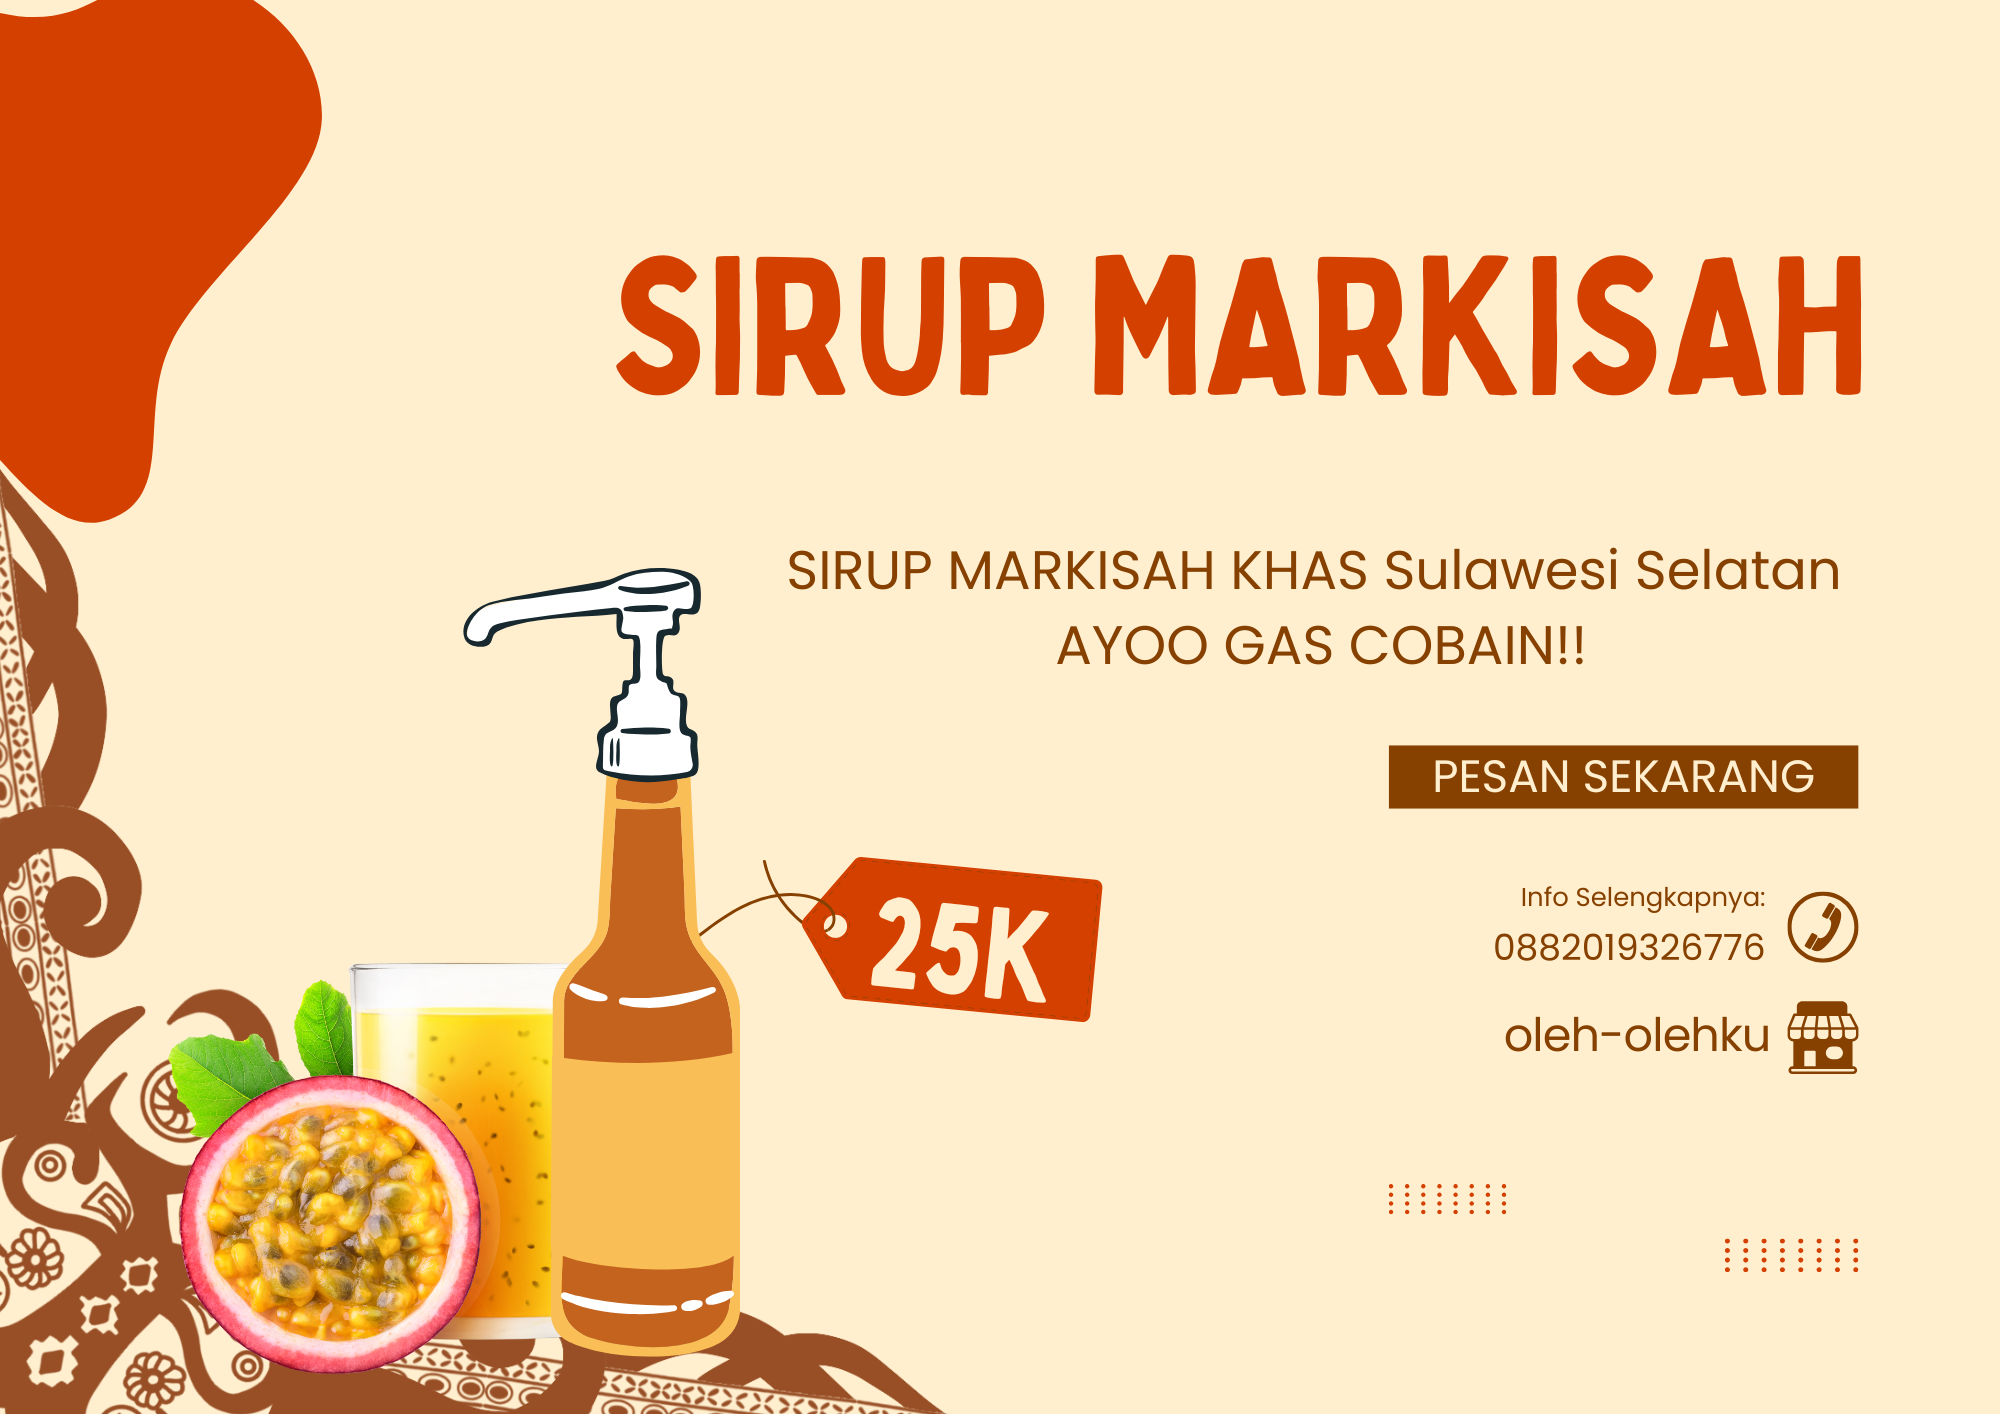 SIRUP MARKISAH
SIRUP MARKISAH KHAS Sulawesi Selatan
AYOO GAS COBAIN!!
PESAN SEKARANG
25K
Info Selengkapnya:
0882019326776
oleh-olehku